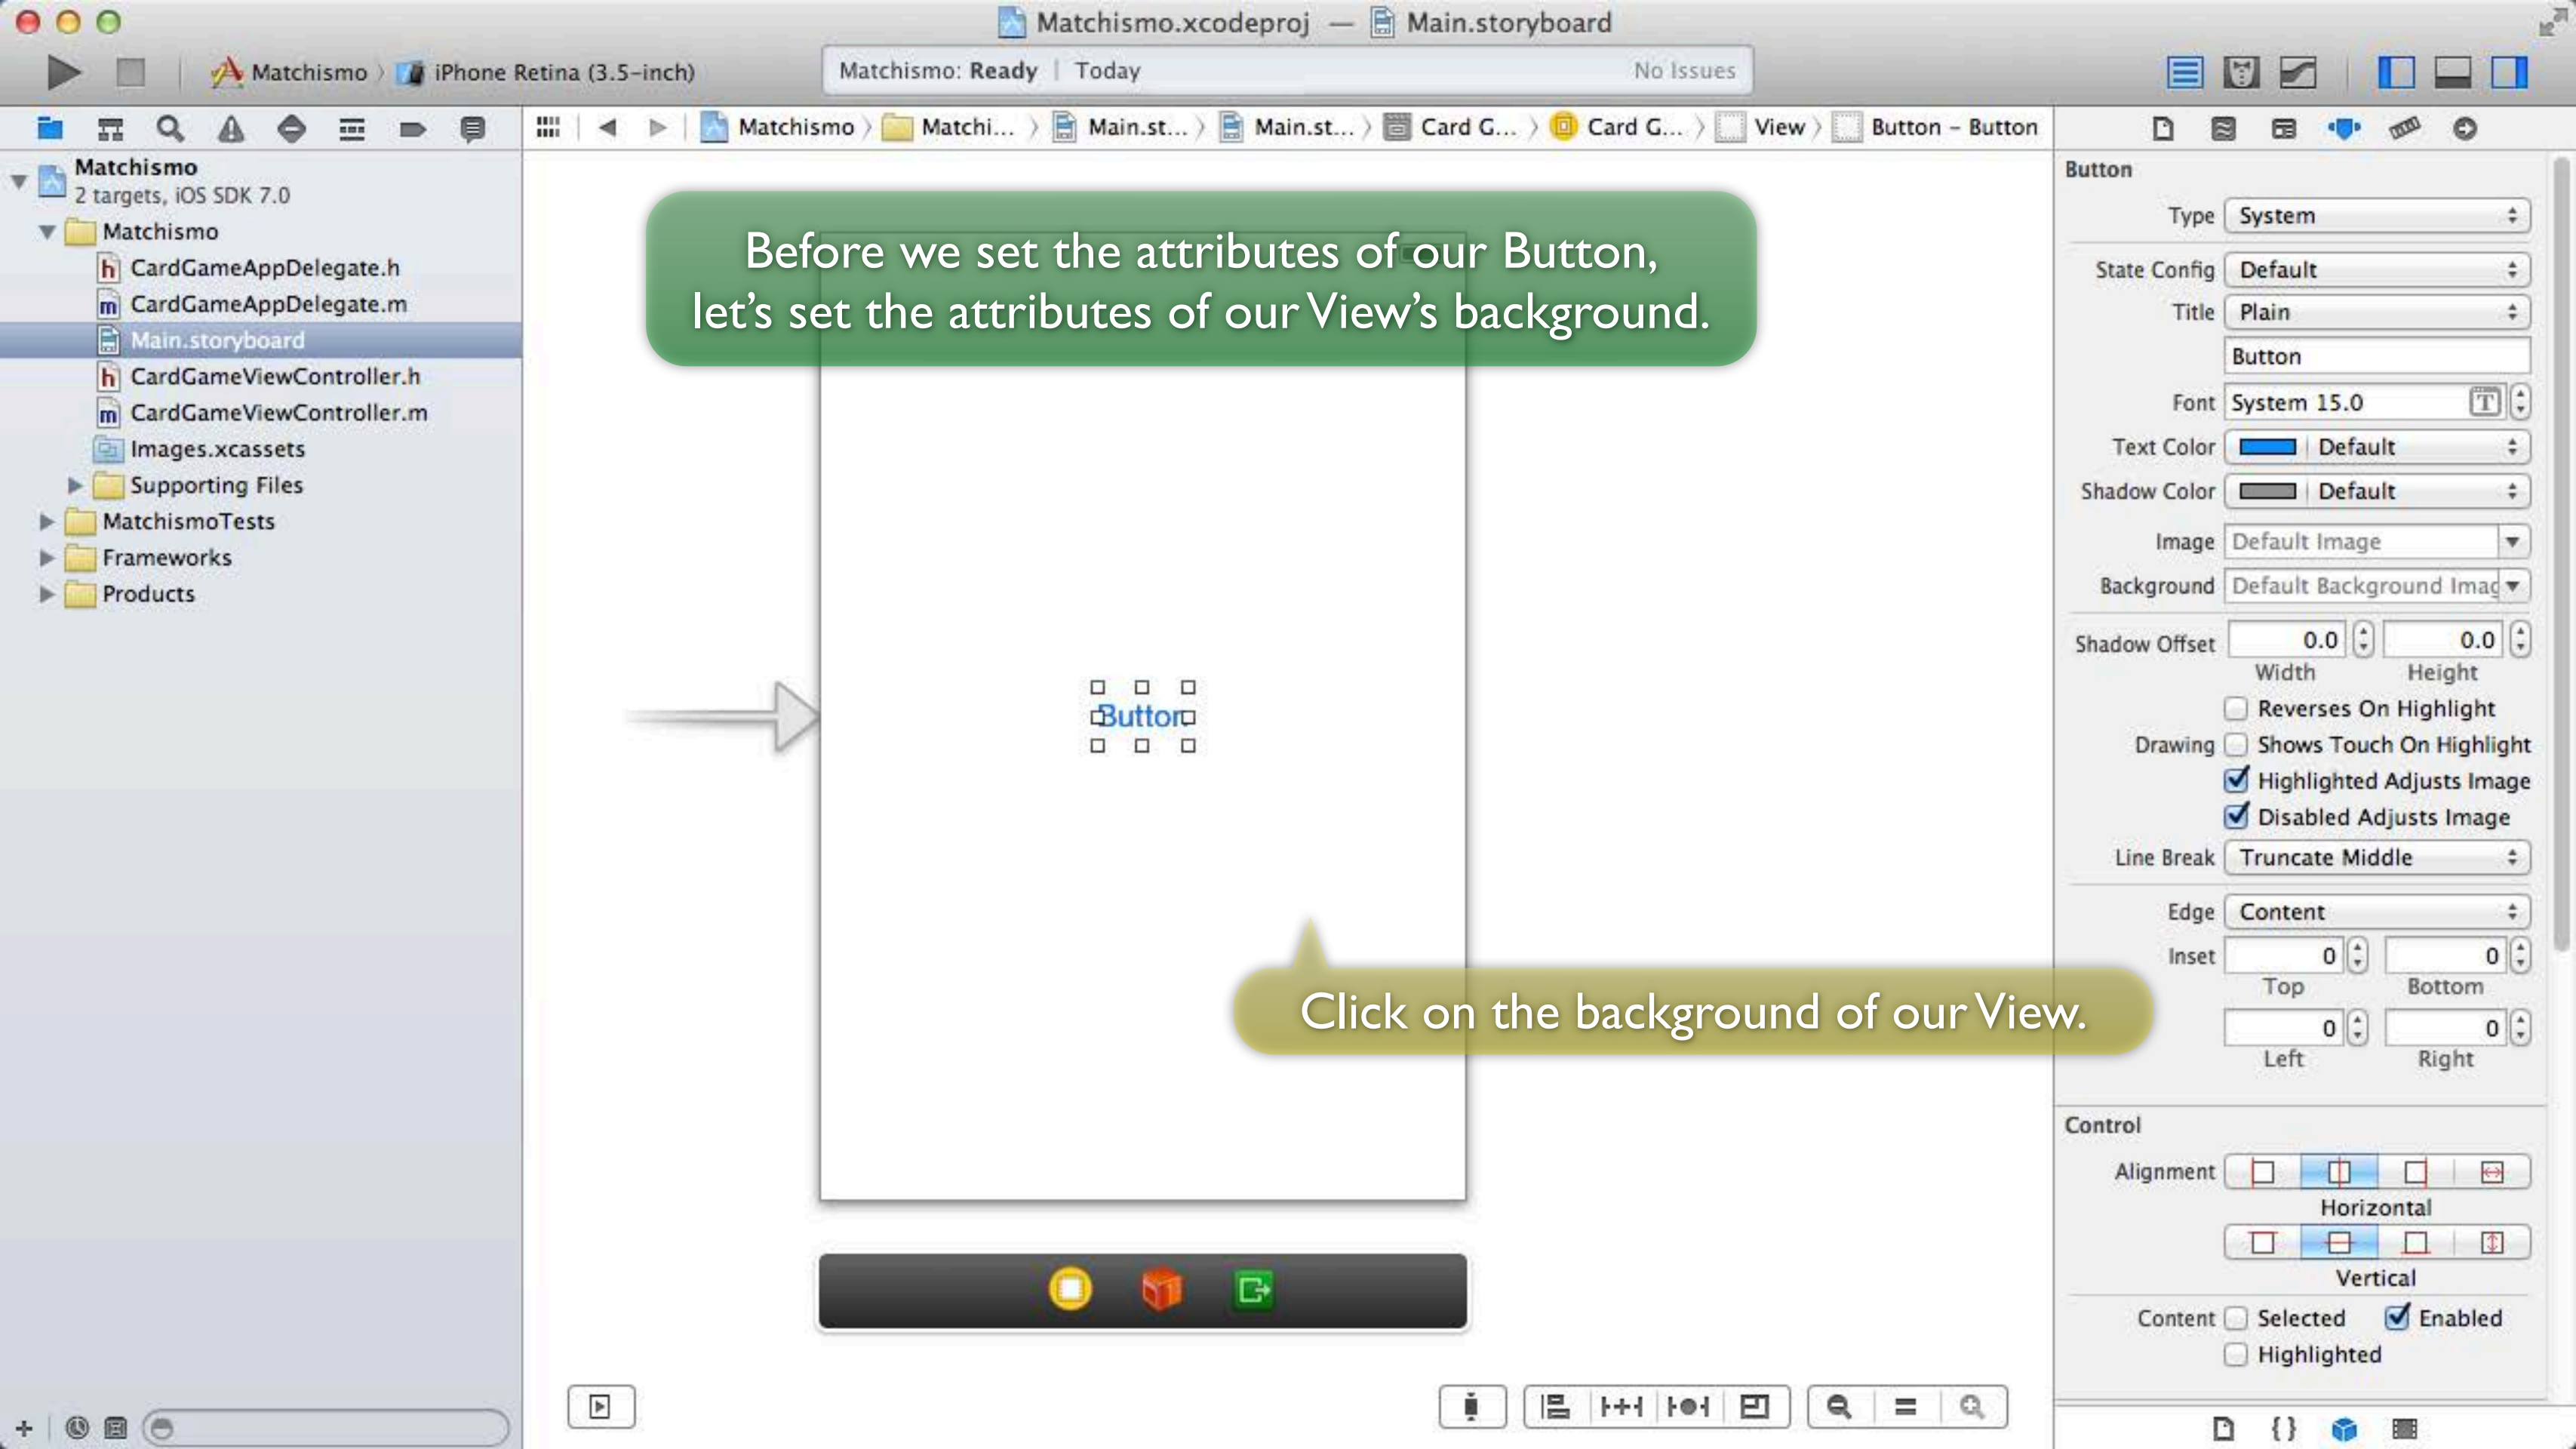 Matchismo.xcodeproj — Main.storyboard
Matchismo iPhone Retina (3.5-inch)
Matchismo: Ready | Today No Issues
Matchismo Matchi... Main.st... Main.st... Card G... Card G... View Button – Button
Matchismo
2 targets, iOS SDK 7.0
Matchismo
h CardGameAppDelegate.h
m CardGameAppDelegate.m
Main.storyboard
h CardGameViewController.h
m CardGameViewController.m
Images.xcassets
Supporting Files
MatchismoTests
Frameworks
Products
Before we set the attributes of our Button,
let's set the attributes of our View's background.
Button
Click on the background of our View.
Button
Type System
State Config Default
Title Plain
Button
Font System 15.0 T
Text Color Default
Shadow Color Default
Image Default Image
Background Default Background Imag
Shadow Offset 0.0 0.0
Width Height
Reverses On Highlight
Drawing Shows Touch On Highlight
Highlighted Adjusts Image
Disabled Adjusts Image
Line Break Truncate Middle
Edge Content
Inset 0 0
Top Bottom
0 0
Left Right
Control
Alignment
Horizontal
Vertical
Content Selected Enabled
Highlighted